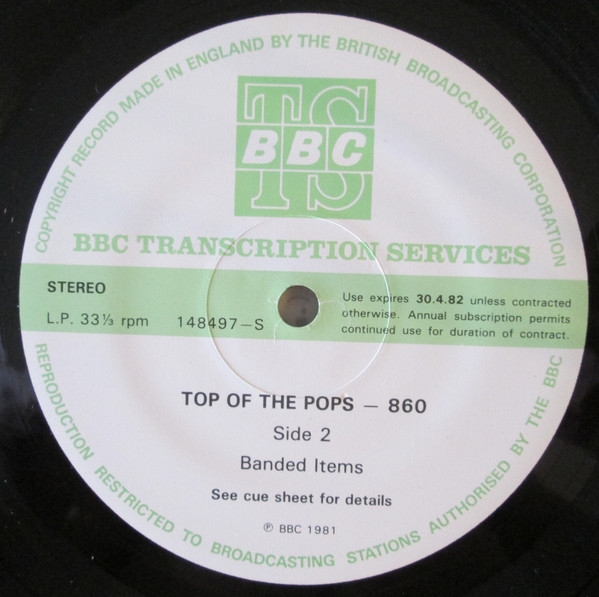 COPYRIGHT RECORD MADE IN ENGLAND BY THE BRITISH BROADCASTING CORPORATION
TS
BBC
BBC TRANSCRIPTION SERVICES
STEREO
L.P. 33⅓ rpm 148497-S
Use expires 30.4.82 unless contracted
otherwise. Annual subscription permits
continued use for duration of contract.
TOP OF THE POPS — 860
Side 2
Banded Items
See cue sheet for details
Ⓟ BBC 1981
REPRODUCTION RESTRICTED TO BROADCASTING STATIONS AUTHORISED BY THE BBC